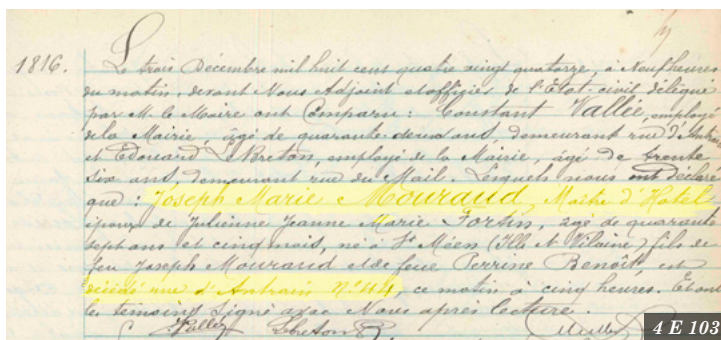 1816.
Le trois Décembre mil huit cent quatre vingt quatorze, à Neuf heures
du matin, devant Nous Adjoint et officier de l'Etat-civil délégué
par M. le Maire ont Comparu : Constant Vallée, employé
de la Mairie, âgé de quarante deux ans, demeurant rue d'Antrain
et Edouard LeBreton, employé de la Mairie, âgé de trente
six ans demeurant rue du Mail. Lesquels nous ont déclaré
que : Joseph Marie Mouraud, Maître d'Hôtel,
époux de Julienne Jeanne Marie Fortin, âgé de quarante
sept ans et cinq mois, né à St Méen (Ille et Vilaine) fils de
feu Joseph Mouraud et de feue Perrine Benoît, est
décédé rue d'Antrain N° 44, ce matin à cinq heures. Et ont
les témoins signé avec Nous après lecture.
Vallée Lebreton
4 E 103